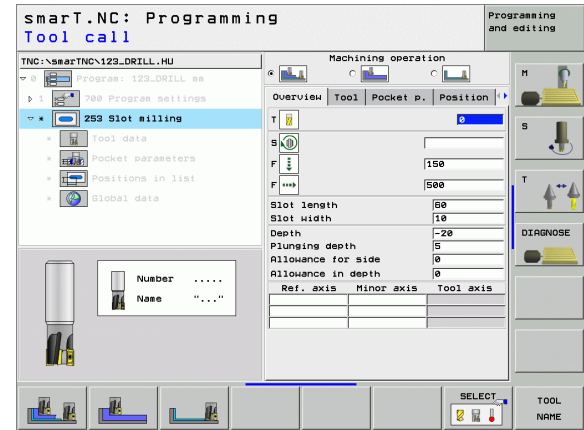 smarT.NC: Programming
Tool call
Programming
and editing
TNC:\smarTNC\123_DRILL.HU
0 Program: 123_DRILL mm
1 700 Program settings
* 253 Slot milling
* Tool data
* Pocket parameters
* Positions in list
* Global data
Number .....
Name "..."
Machining operation
Overview Tool Pocket p. Position
T 0
S
F 150
F 500
Slot length 60
Slot width 10
Depth -20
Plunging depth 5
Allowance for side 0
Allowance in depth 0
Ref. axis Minor axis Tool axis
M
S
T
DIAGNOSE
SELECT
TOOL
NAME